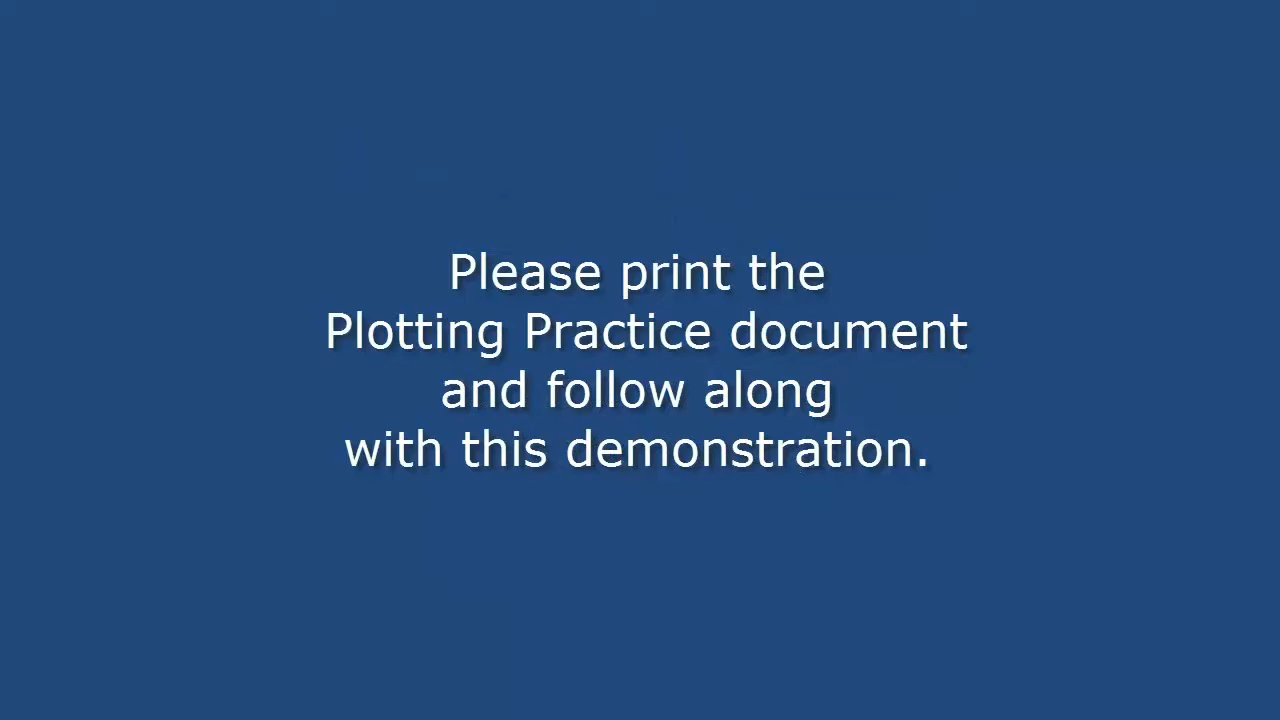 Please print the
Plotting Practice document
and follow along
with this demonstration.